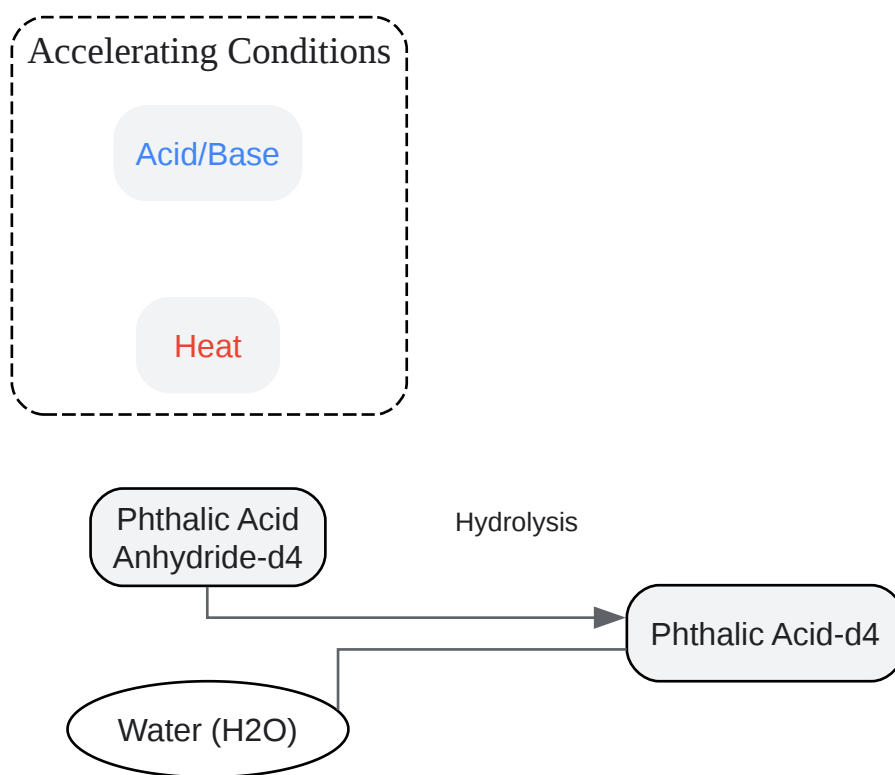 Accelerating Conditions
Acid/Base
Heat
Phthalic Acid
Anhydride-d4
Hydrolysis
Phthalic Acid-d4
Water (H2O)